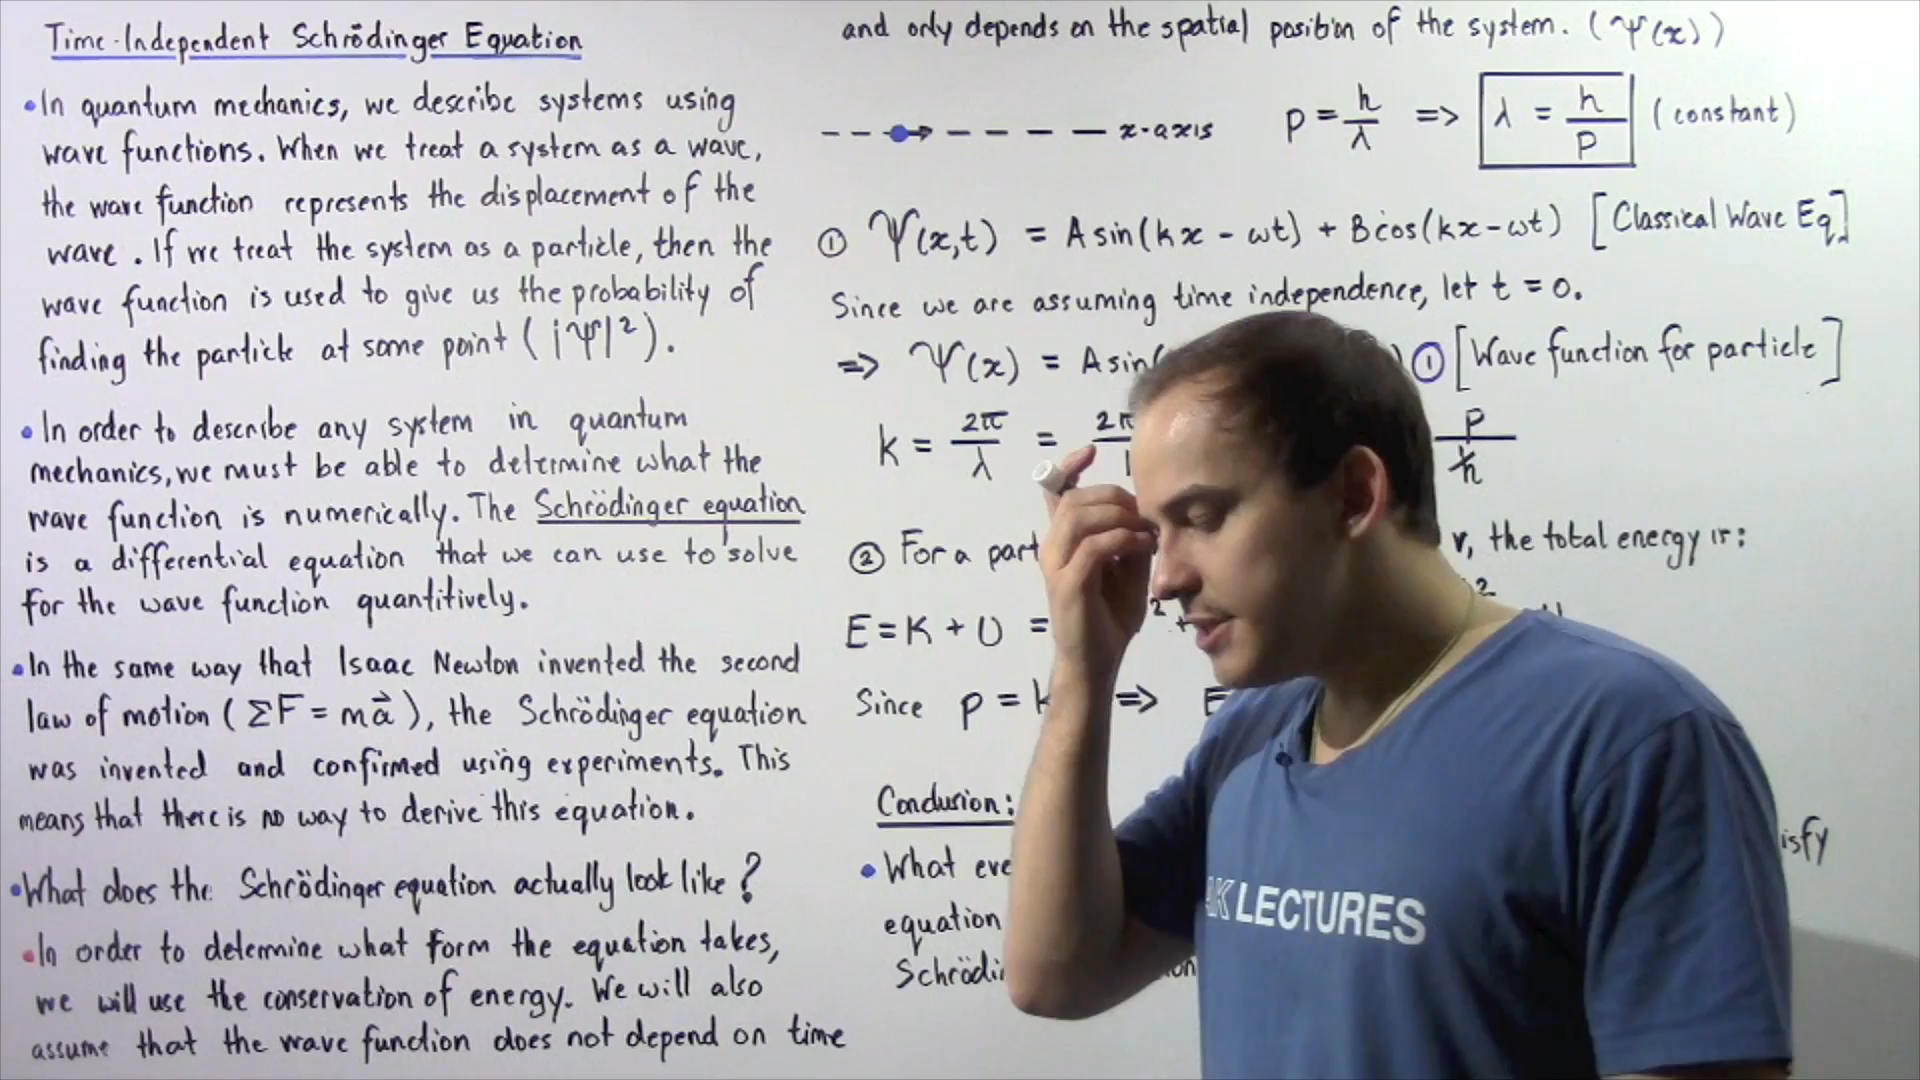 Time-Independent Schrödinger Equation
•In quantum mechanics, we describe systems using
wave functions. When we treat a system as a wave,
the wave function represents the displacement of the
wave. If we treat the system as a particle, then the
wave function is used to give us the probability of
finding the particle at some point (|Ψ|²).
•In order to describe any system in quantum
mechanics, we must be able to determine what the
wave function is numerically. The Schrödinger equation
is a differential equation that we can use to solve
for the wave function quantitively.
•In the same way that Isaac Newton invented the second
law of motion (ΣF = ma⃗), the Schrödinger equation
was invented and confirmed using experiments. This
means that there is no way to derive this equation.
•What does the Schrödinger equation actually look like?
•In order to determine what form the equation takes,
we will use the conservation of energy. We will also
assume that the wave function does not depend on time
and only depends on the spatial position of the system. (Ψ(x))
x-axis
p = h/λ => λ = h/p (constant)
① Ψ(x,t) = A sin(kx - ωt) + B cos(kx - ωt) [Classical Wave Eq.]
Since we are assuming time independence, let t = 0.
=> Ψ(x) = A sin( ) ① [Wave function for particle]
k = 2π/λ = 2π p/ħ
② For a part r, the total energy is:
E = K + U = ² + ²
Since p = k => E
Conclusion:
•What eve isfy
equation
Schrödi on
AK LECTURES